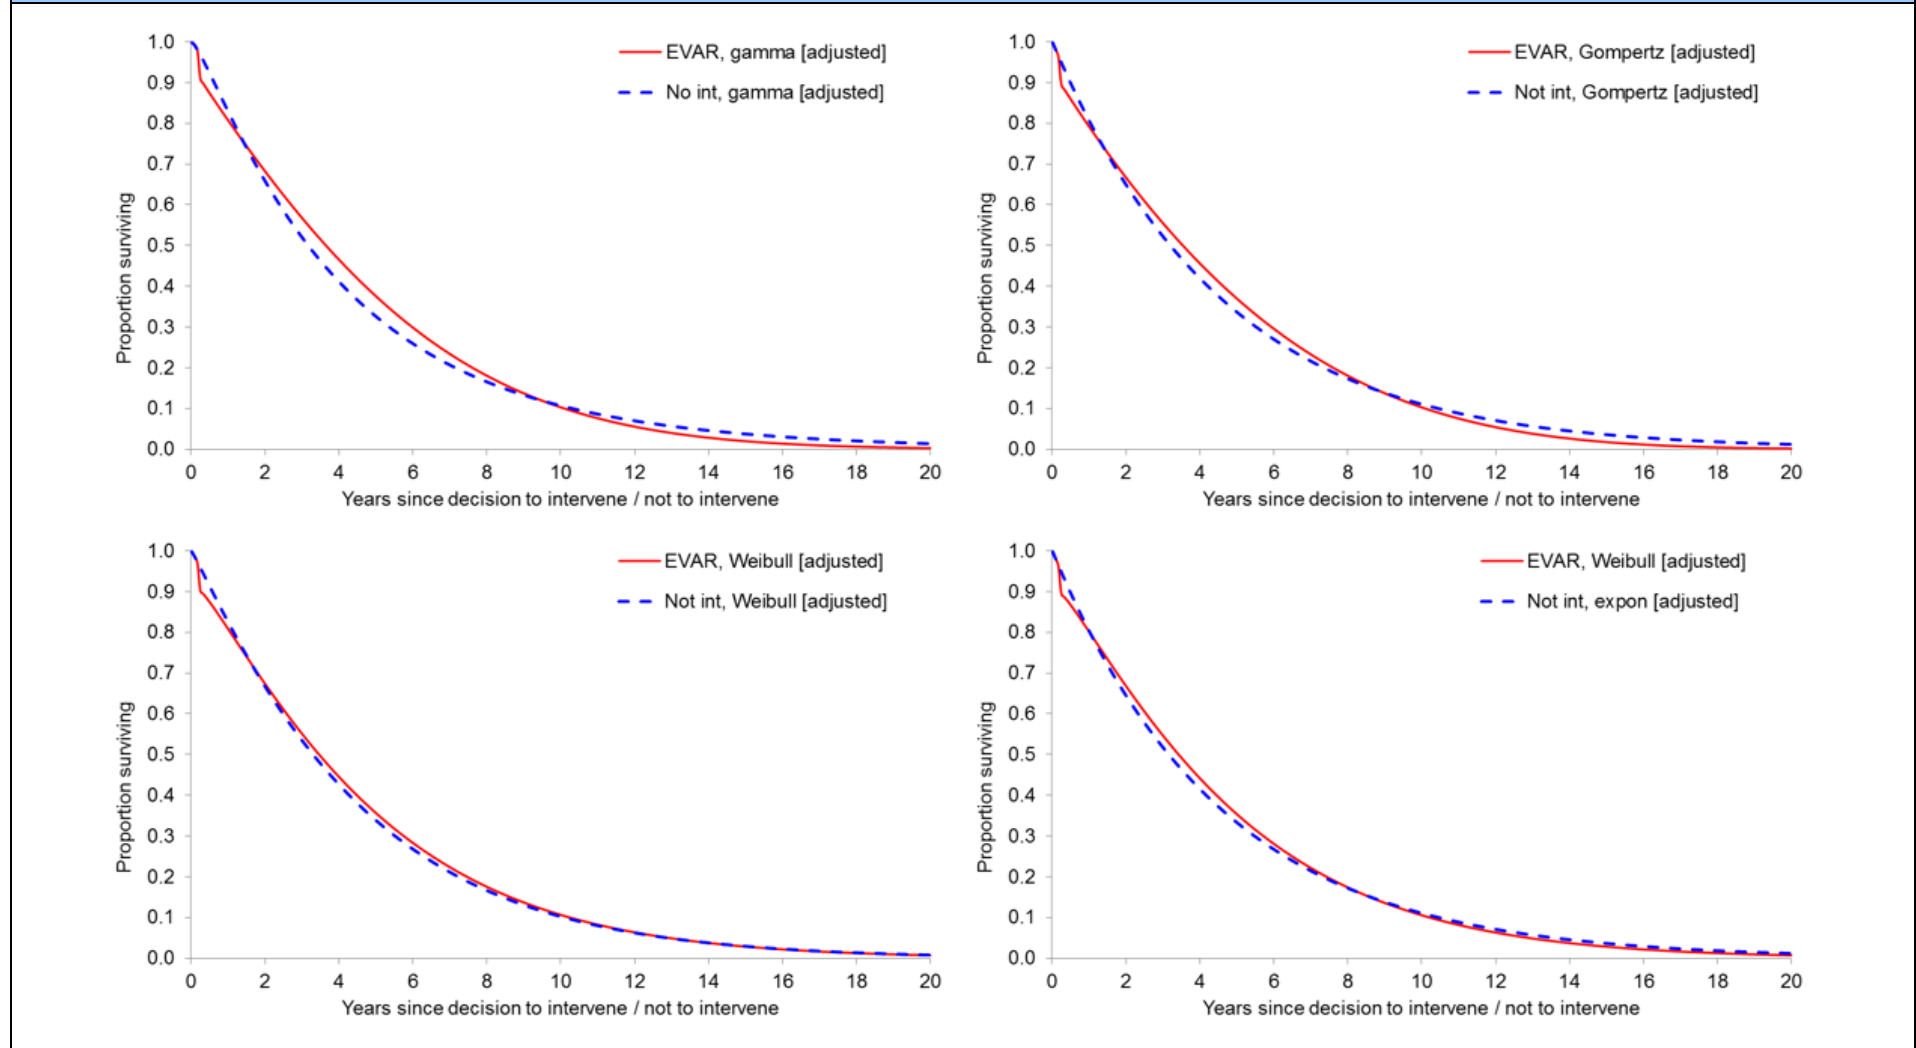 EVAR, gamma [adjusted]
No int, gamma [adjusted]
Proportion surviving
1.0
0.9
0.8
0.7
0.6
0.5
0.4
0.3
0.2
0.1
0.0
0 2 4 6 8 10 12 14 16 18 20
Years since decision to intervene / not to intervene
EVAR, Gompertz [adjusted]
Not int, Gompertz [adjusted]
Proportion surviving
1.0
0.9
0.8
0.7
0.6
0.5
0.4
0.3
0.2
0.1
0.0
0 2 4 6 8 10 12 14 16 18 20
Years since decision to intervene / not to intervene
EVAR, Weibull [adjusted]
Not int, Weibull [adjusted]
Proportion surviving
1.0
0.9
0.8
0.7
0.6
0.5
0.4
0.3
0.2
0.1
0.0
0 2 4 6 8 10 12 14 16 18 20
Years since decision to intervene / not to intervene
EVAR, Weibull [adjusted]
Not int, expon [adjusted]
Proportion surviving
1.0
0.9
0.8
0.7
0.6
0.5
0.4
0.3
0.2
0.1
0.0
0 2 4 6 8 10 12 14 16 18 20
Years since decision to intervene / not to intervene